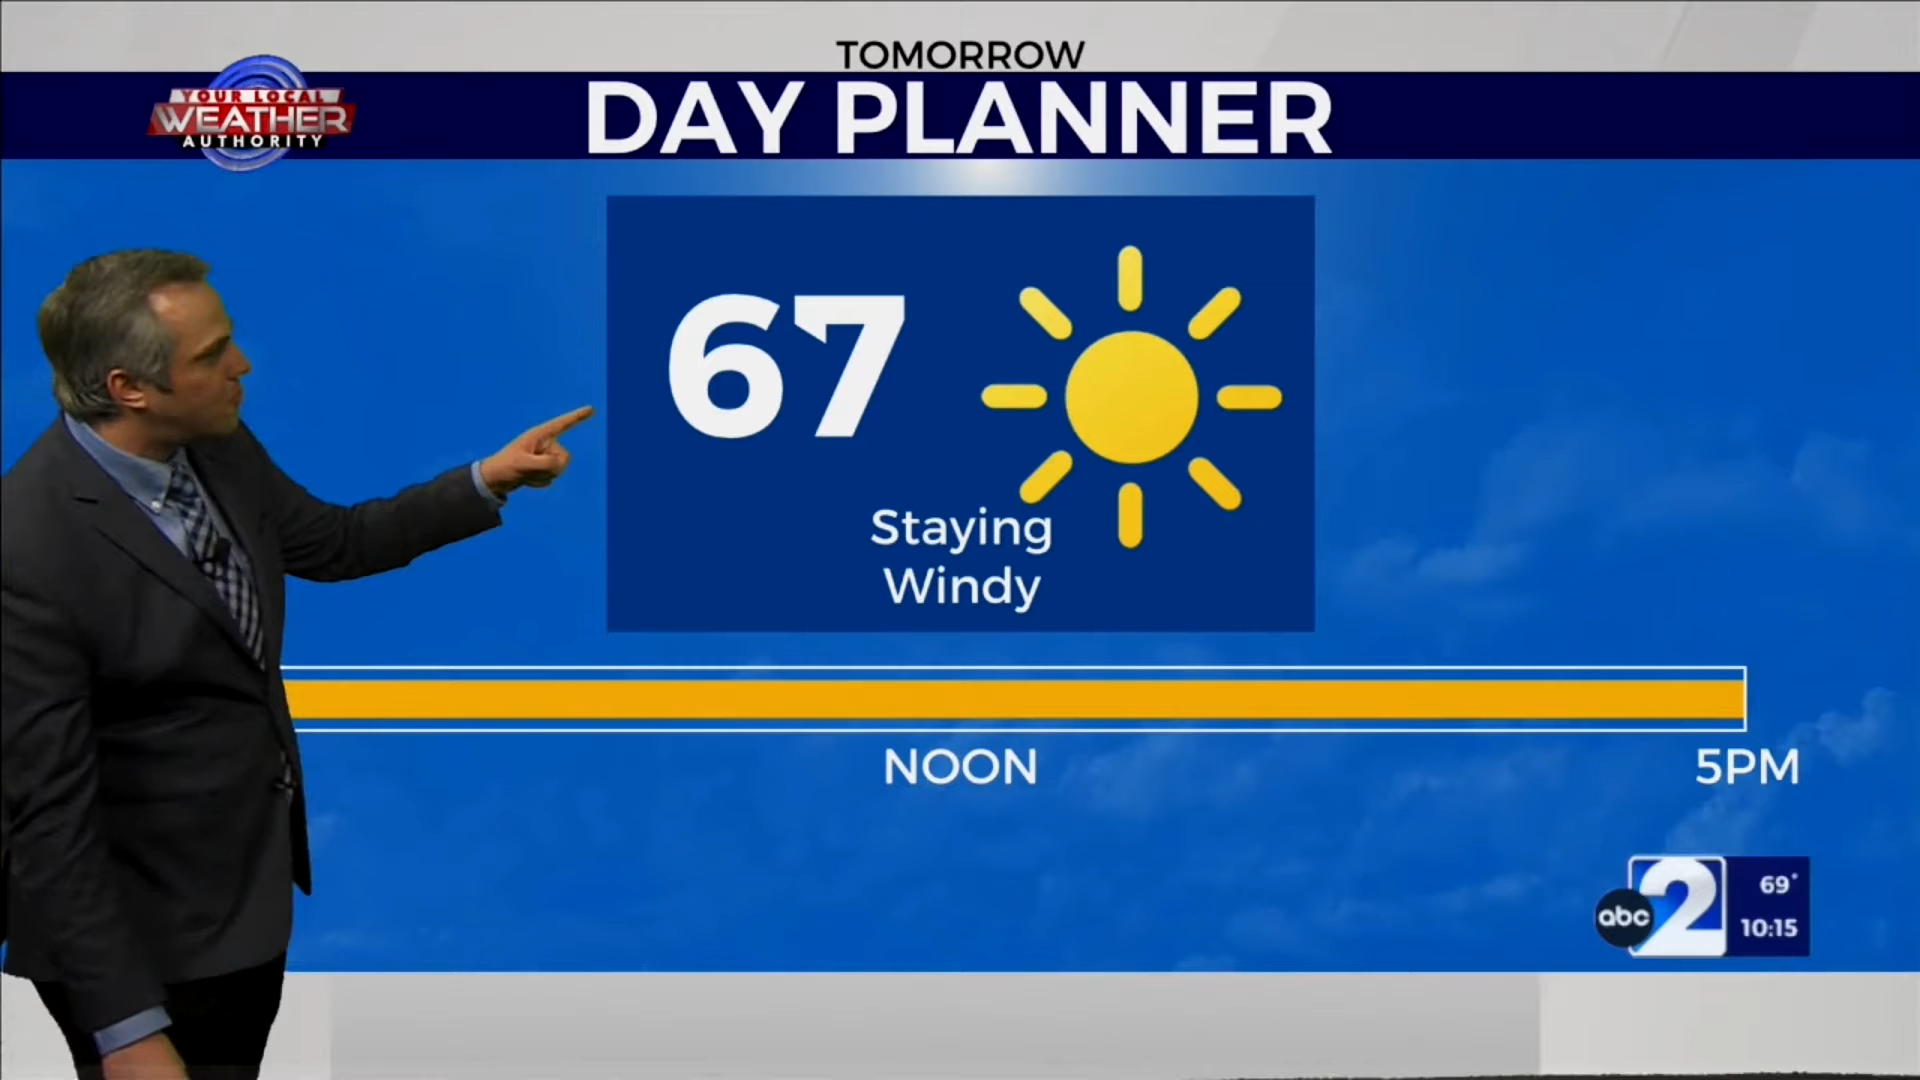 TOMORROW
DAY PLANNER
YOUR LOCAL
WEATHER
AUTHORITY
67
Staying
Windy
NOON
5PM
abc
2
69°
10:15